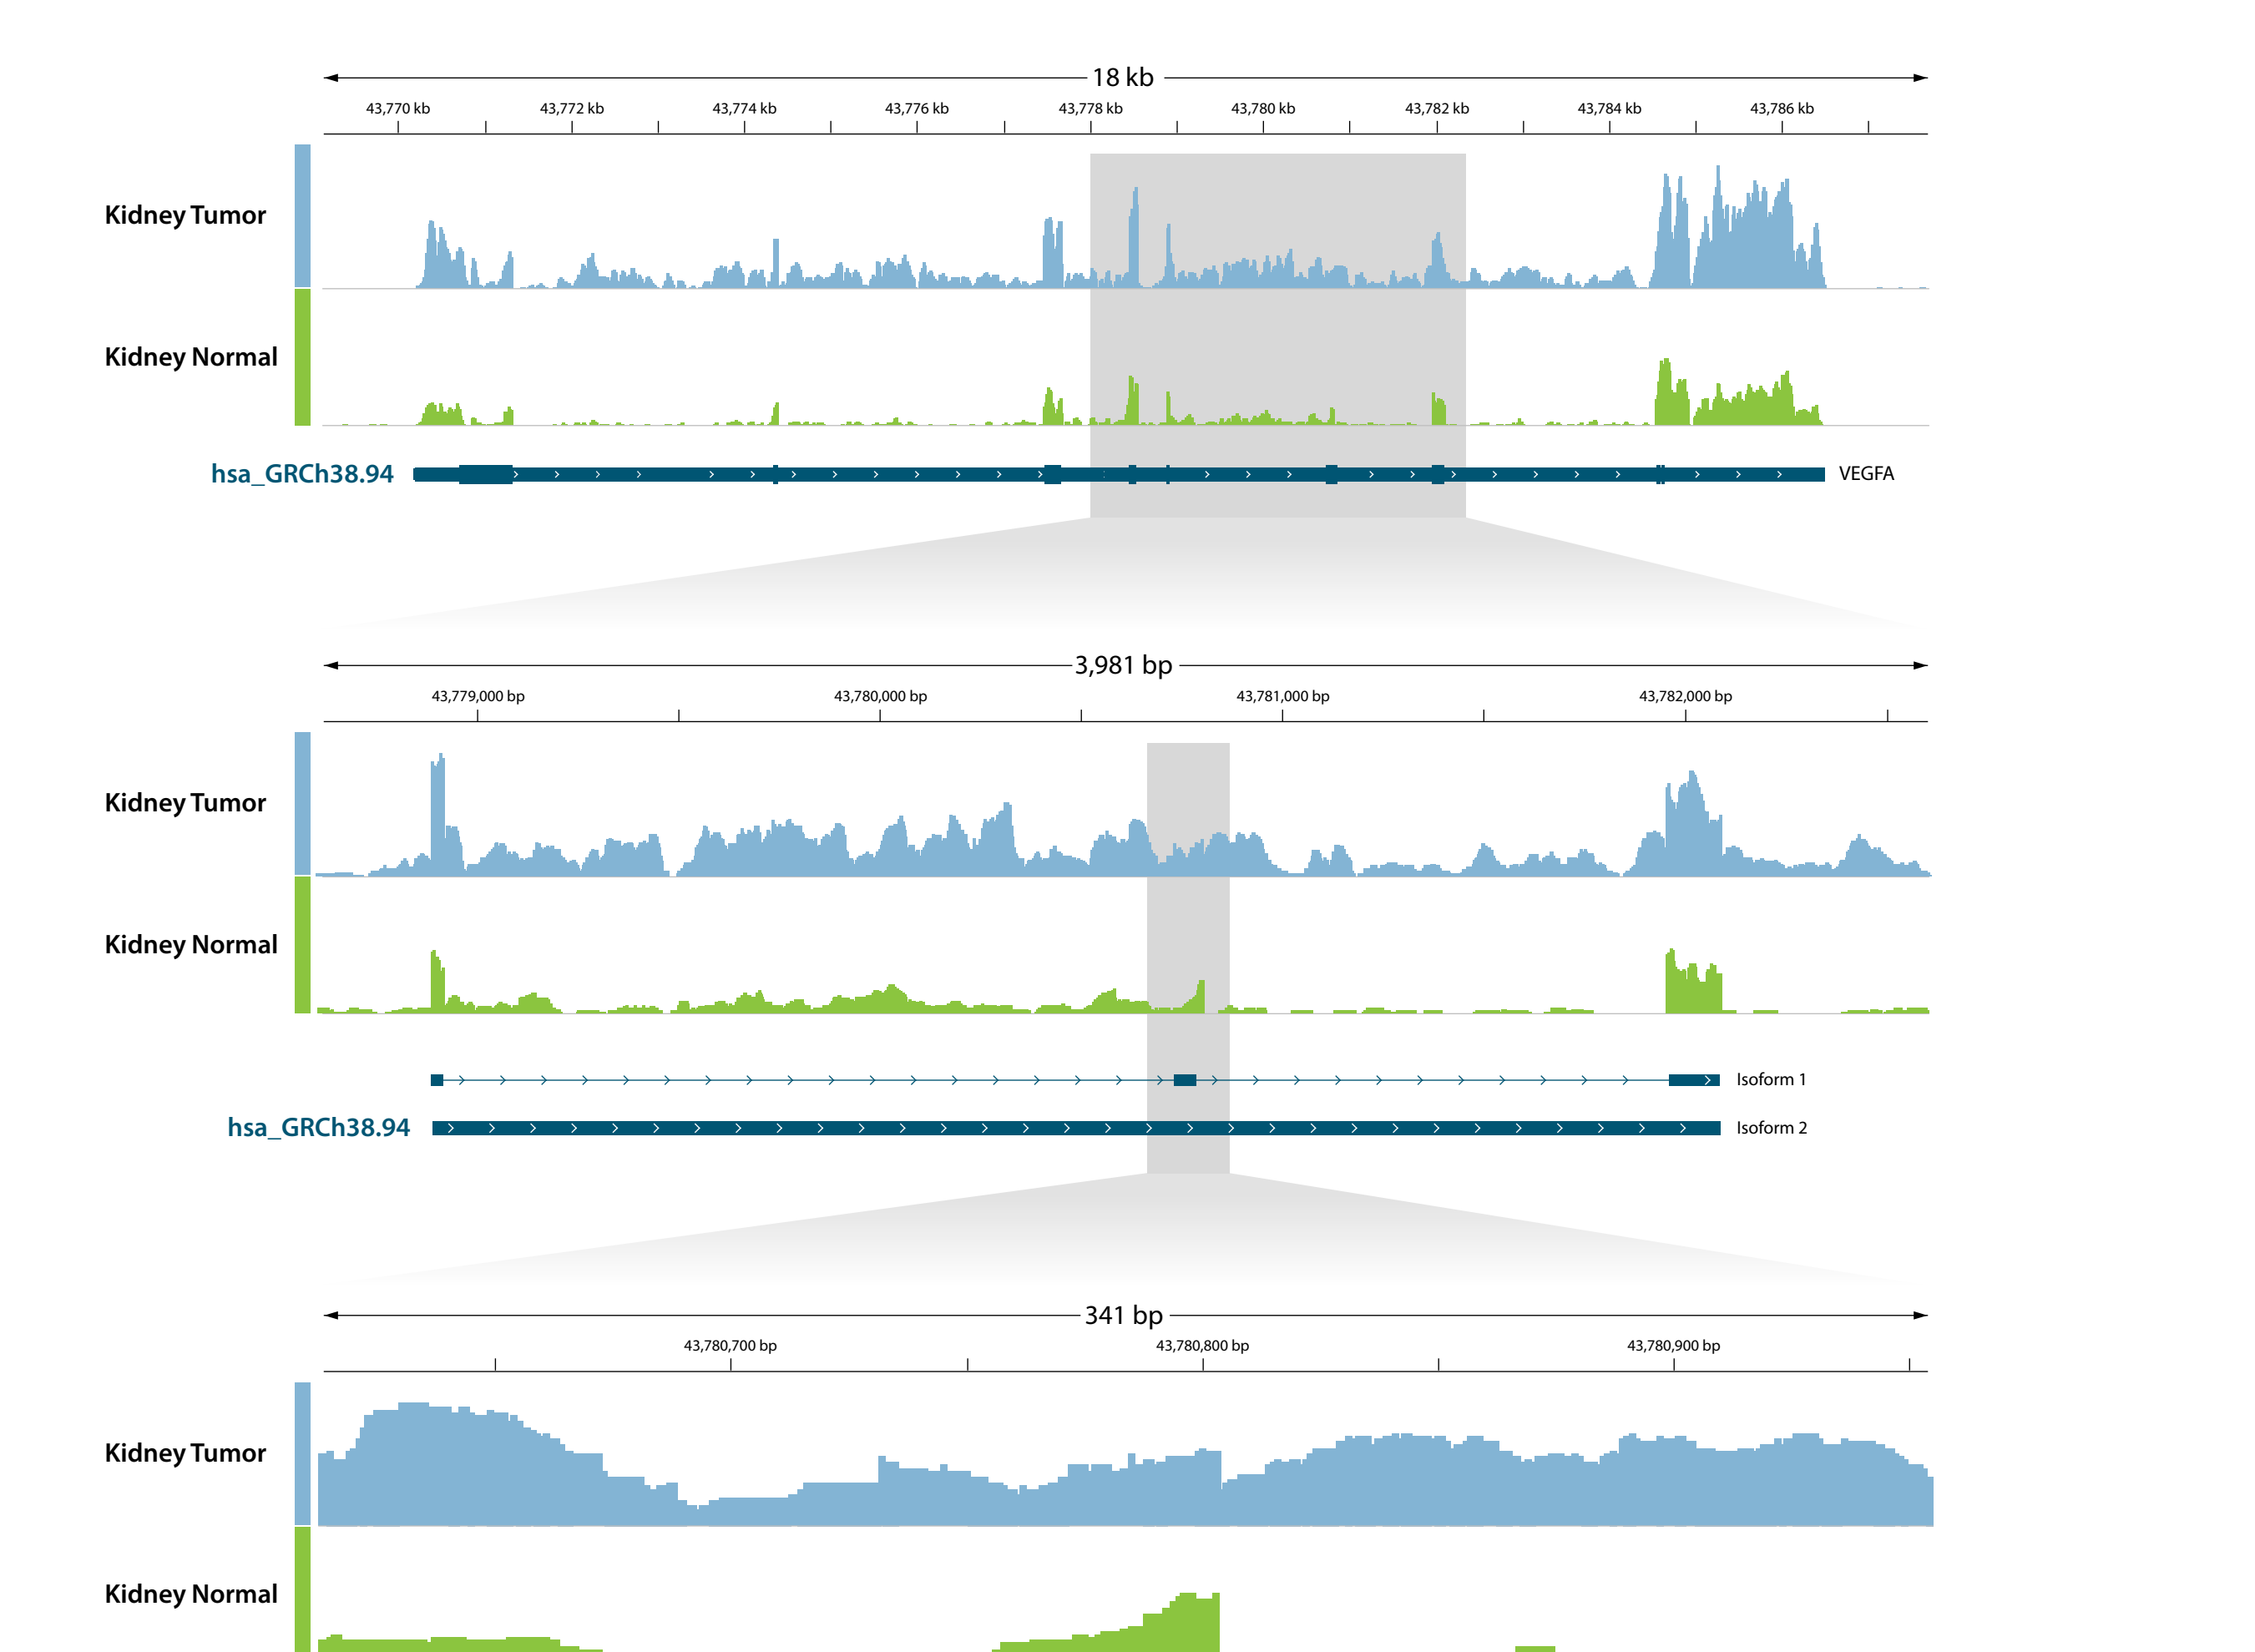 18 kb
43,770 kb 43,772 kb 43,774 kb 43,776 kb 43,778 kb 43,780 kb 43,782 kb 43,784 kb 43,786 kb
Kidney Tumor
Kidney Normal
hsa_GRCh38.94 VEGFA
3,981 bp
43,779,000 bp 43,780,000 bp 43,781,000 bp 43,782,000 bp
Kidney Tumor
Kidney Normal
Isoform 1
hsa_GRCh38.94 Isoform 2
341 bp
43,780,700 bp 43,780,800 bp 43,780,900 bp
Kidney Tumor
Kidney Normal